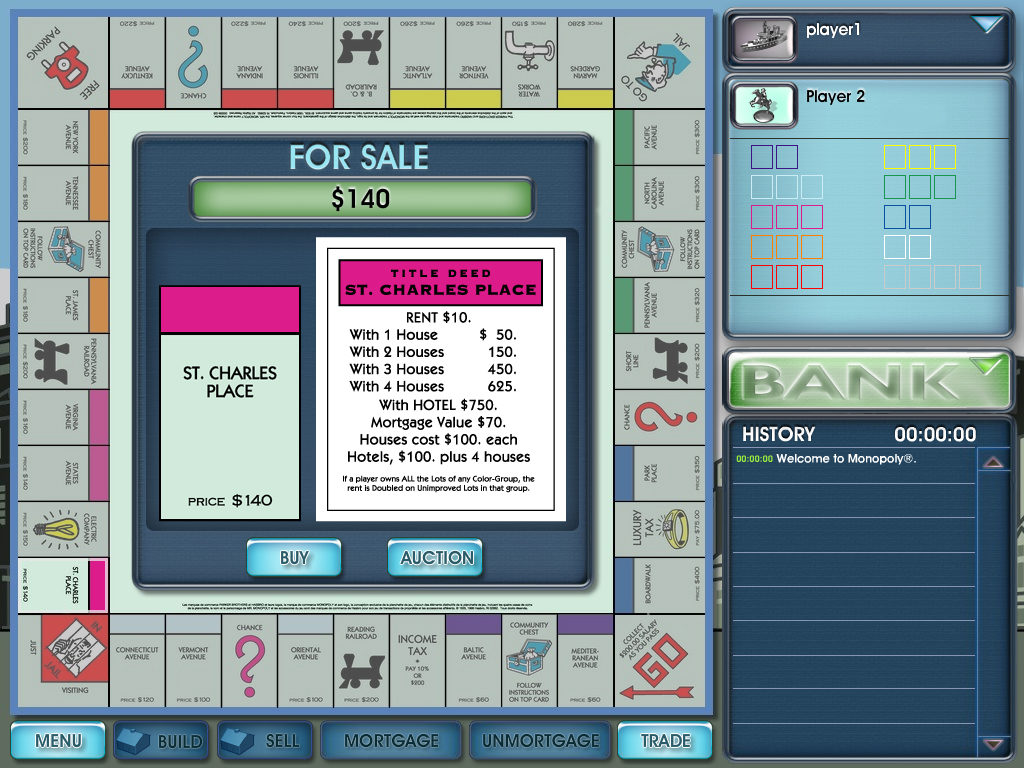 FREE
PARKING
KENTUCKY
AVENUE
PRICE $220
CHANCE
INDIANA
AVENUE
PRICE $220
ILLINOIS
AVENUE
PRICE $240
B. & O.
RAILROAD
PRICE $200
ATLANTIC
AVENUE
PRICE $260
VENTNOR
AVENUE
PRICE $260
WATER
WORKS
PRICE $150
MARVIN
GARDENS
PRICE $280
GO TO
JAIL
NEW YORK
AVENUE
PRICE $200
TENNESSEE
AVENUE
PRICE $180
COMMUNITY
CHEST
FOLLOW
INSTRUCTIONS
ON TOP CARD
ST. JAMES
PLACE
PRICE $180
PENNSYLVANIA
RAILROAD
PRICE $200
VIRGINIA
AVENUE
PRICE $160
STATES
AVENUE
PRICE $140
ELECTRIC
COMPANY
PRICE $150
ST. CHARLES
PLACE
PRICE $140
FOR SALE
$140
ST. CHARLES
PLACE
PRICE $140
TITLE DEED
ST. CHARLES PLACE
RENT $10.
With 1 House $ 50.
With 2 Houses 150.
With 3 Houses 450.
With 4 Houses 625.
With HOTEL $750.
Mortgage Value $70.
Houses cost $100. each
Hotels, $100. plus 4 houses
If a player owns ALL the Lots of any Color-Group, the
rent is Doubled on Unimproved Lots in that group.
BUY
AUCTION
PACIFIC
AVENUE
PRICE $300
NORTH
CAROLINA
AVENUE
PRICE $300
COMMUNITY
CHEST
FOLLOW
INSTRUCTIONS
ON TOP CARD
PENNSYLVANIA
AVENUE
PRICE $320
SHORT
LINE
PRICE $200
CHANCE
PARK
PLACE
PRICE $350
LUXURY
TAX
PAY $75.00
BOARDWALK
PRICE $400
JUST
VISITING
IN
JAIL
CONNECTICUT
AVENUE
PRICE $120
VERMONT
AVENUE
PRICE $100
CHANCE
ORIENTAL
AVENUE
PRICE $100
READING
RAILROAD
PRICE $200
INCOME
TAX
PAY 10%
OR
$200
BALTIC
AVENUE
PRICE $60
COMMUNITY
CHEST
FOLLOW
INSTRUCTIONS
ON TOP CARD
MEDITER-
RANEAN
AVENUE
PRICE $60
COLLECT
$200.00 SALARY
AS YOU PASS
GO
MENU
BUILD
SELL
MORTGAGE
UNMORTGAGE
TRADE
player1
Player 2
BANK
HISTORY 00:00:00
00:00:00 Welcome to Monopoly®.